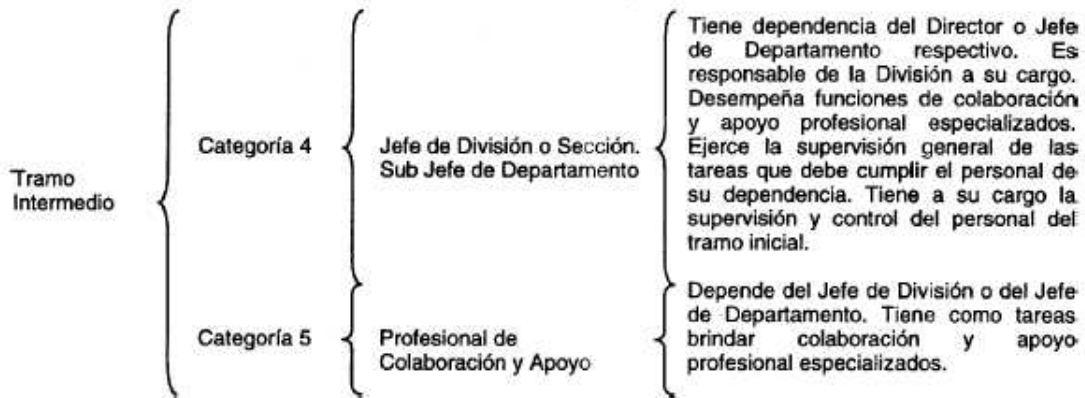 Tramo
Intermedio
Categoría 4
Jefe de División o Sección.
Sub Jefe de Departamento
Tiene dependencia del Director o Jefe
de Departamento respectivo. Es
responsable de la División a su cargo.
Desempeña funciones de colaboración
y apoyo profesional especializados.
Ejerce la supervisión general de las
tareas que debe cumplir el personal de
su dependencia. Tiene a su cargo la
supervisión y control del personal del
tramo inicial.
Categoría 5
Profesional de
Colaboración y Apoyo
Depende del Jefe de División o del Jefe
de Departamento. Tiene como tareas
brindar colaboración y apoyo
profesional especializados.